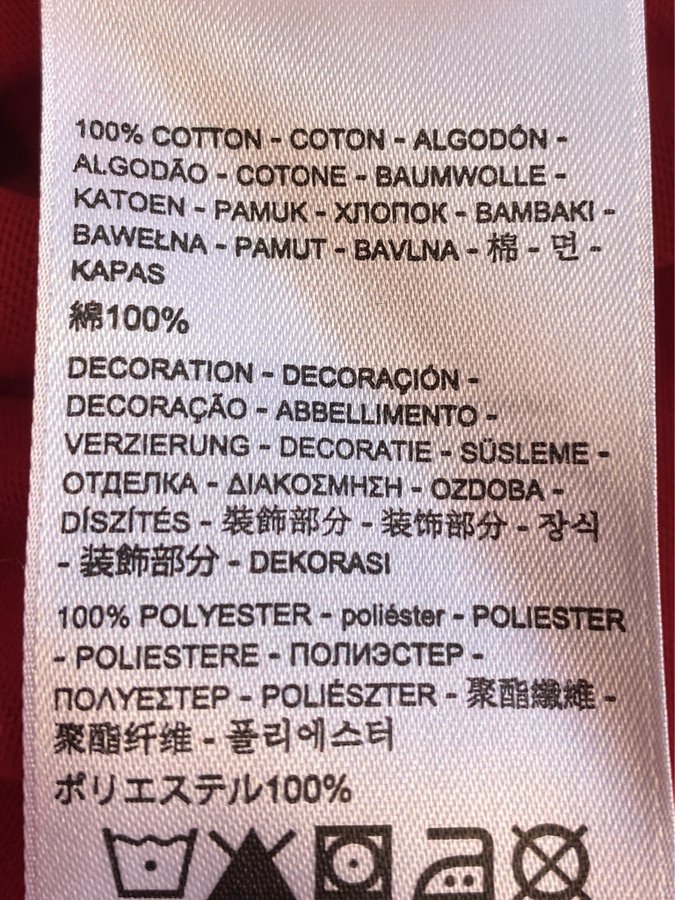 100% COTTON - COTON - ALGODÓN -
ALGODÃO - COTONE - BAUMWOLLE -
KATOEN - PAMUK - ХЛОПОК - BAMBAKI -
BAWEŁNA - PAMUT - BAVLNA - 棉 - 면 -
KAPAS
綿100%
DECORATION - DECORAÇIÓN -
DECORAÇÃO - ABBELLIMENTO -
VERZIERUNG - DECORATIE - SÜSLEME -
ОТДЕЛКА - ΔΙΑΚΟΣΜΗΣΗ - OZDOBA -
DÍSZÍTÉS - 裝飾部分 - 装饰部分 - 장식
- 装飾部分 - DEKORASI
100% POLYESTER - poliéster - POLIESTER
- POLIESTERE - ПОЛИЭСТЕР -
ΠΟΛΥΕΣΤΕΡ - POLIÉSZTER - 聚酯纖維 -
聚酯纤维 - 폴리에스터
ポリエステル100%